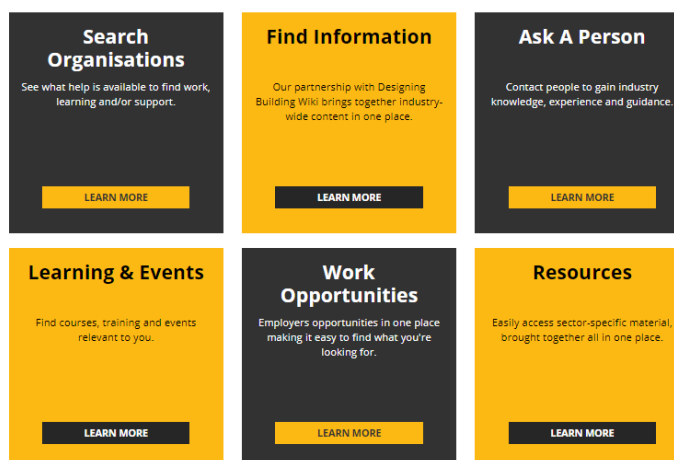 Search
Organisations
See what help is available to find work,
learning and/or support.
LEARN MORE
Find Information
Our partnership with Designing
Building Wiki brings together industry-
wide content in one place.
LEARN MORE
Ask A Person
Contact people to gain industry
knowledge, experience and guidance.
LEARN MORE
Learning & Events
Find courses, training and events
relevant to you.
LEARN MORE
Work
Opportunities
Employers opportunities in one place
making it easy to find what you're
looking for.
LEARN MORE
Resources
Easily access sector-specific material,
brought together all in one place.
LEARN MORE